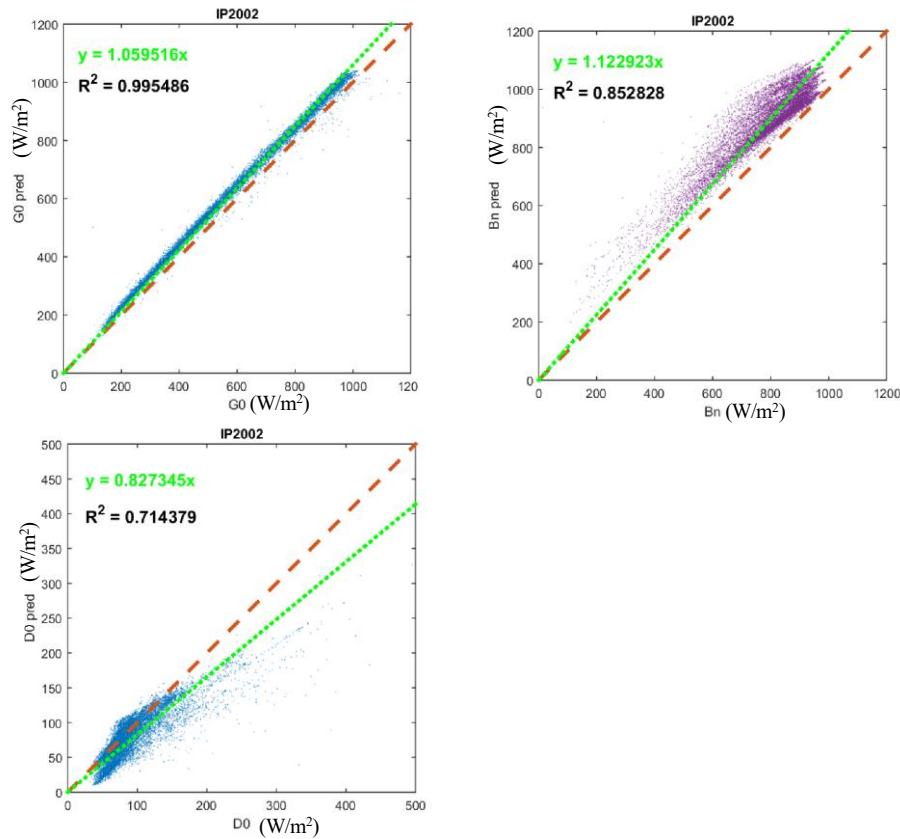 IP2002
1200
1000
800
600
400
200
0
G0 pred (W/m²)
y = 1.059516x
R² = 0.995486
0 200 400 600 800 1000 1200
G0 (W/m²)
IP2002
1200
1000
800
600
400
200
0
Bn pred (W/m²)
y = 1.122923x
R² = 0.852828
0 200 400 600 800 1000 1200
Bn (W/m²)
IP2002
500
450
400
350
300
250
200
150
100
50
0
D0 pred (W/m²)
y = 0.827345x
R² = 0.714379
0 100 200 300 400 500
D0 (W/m²)